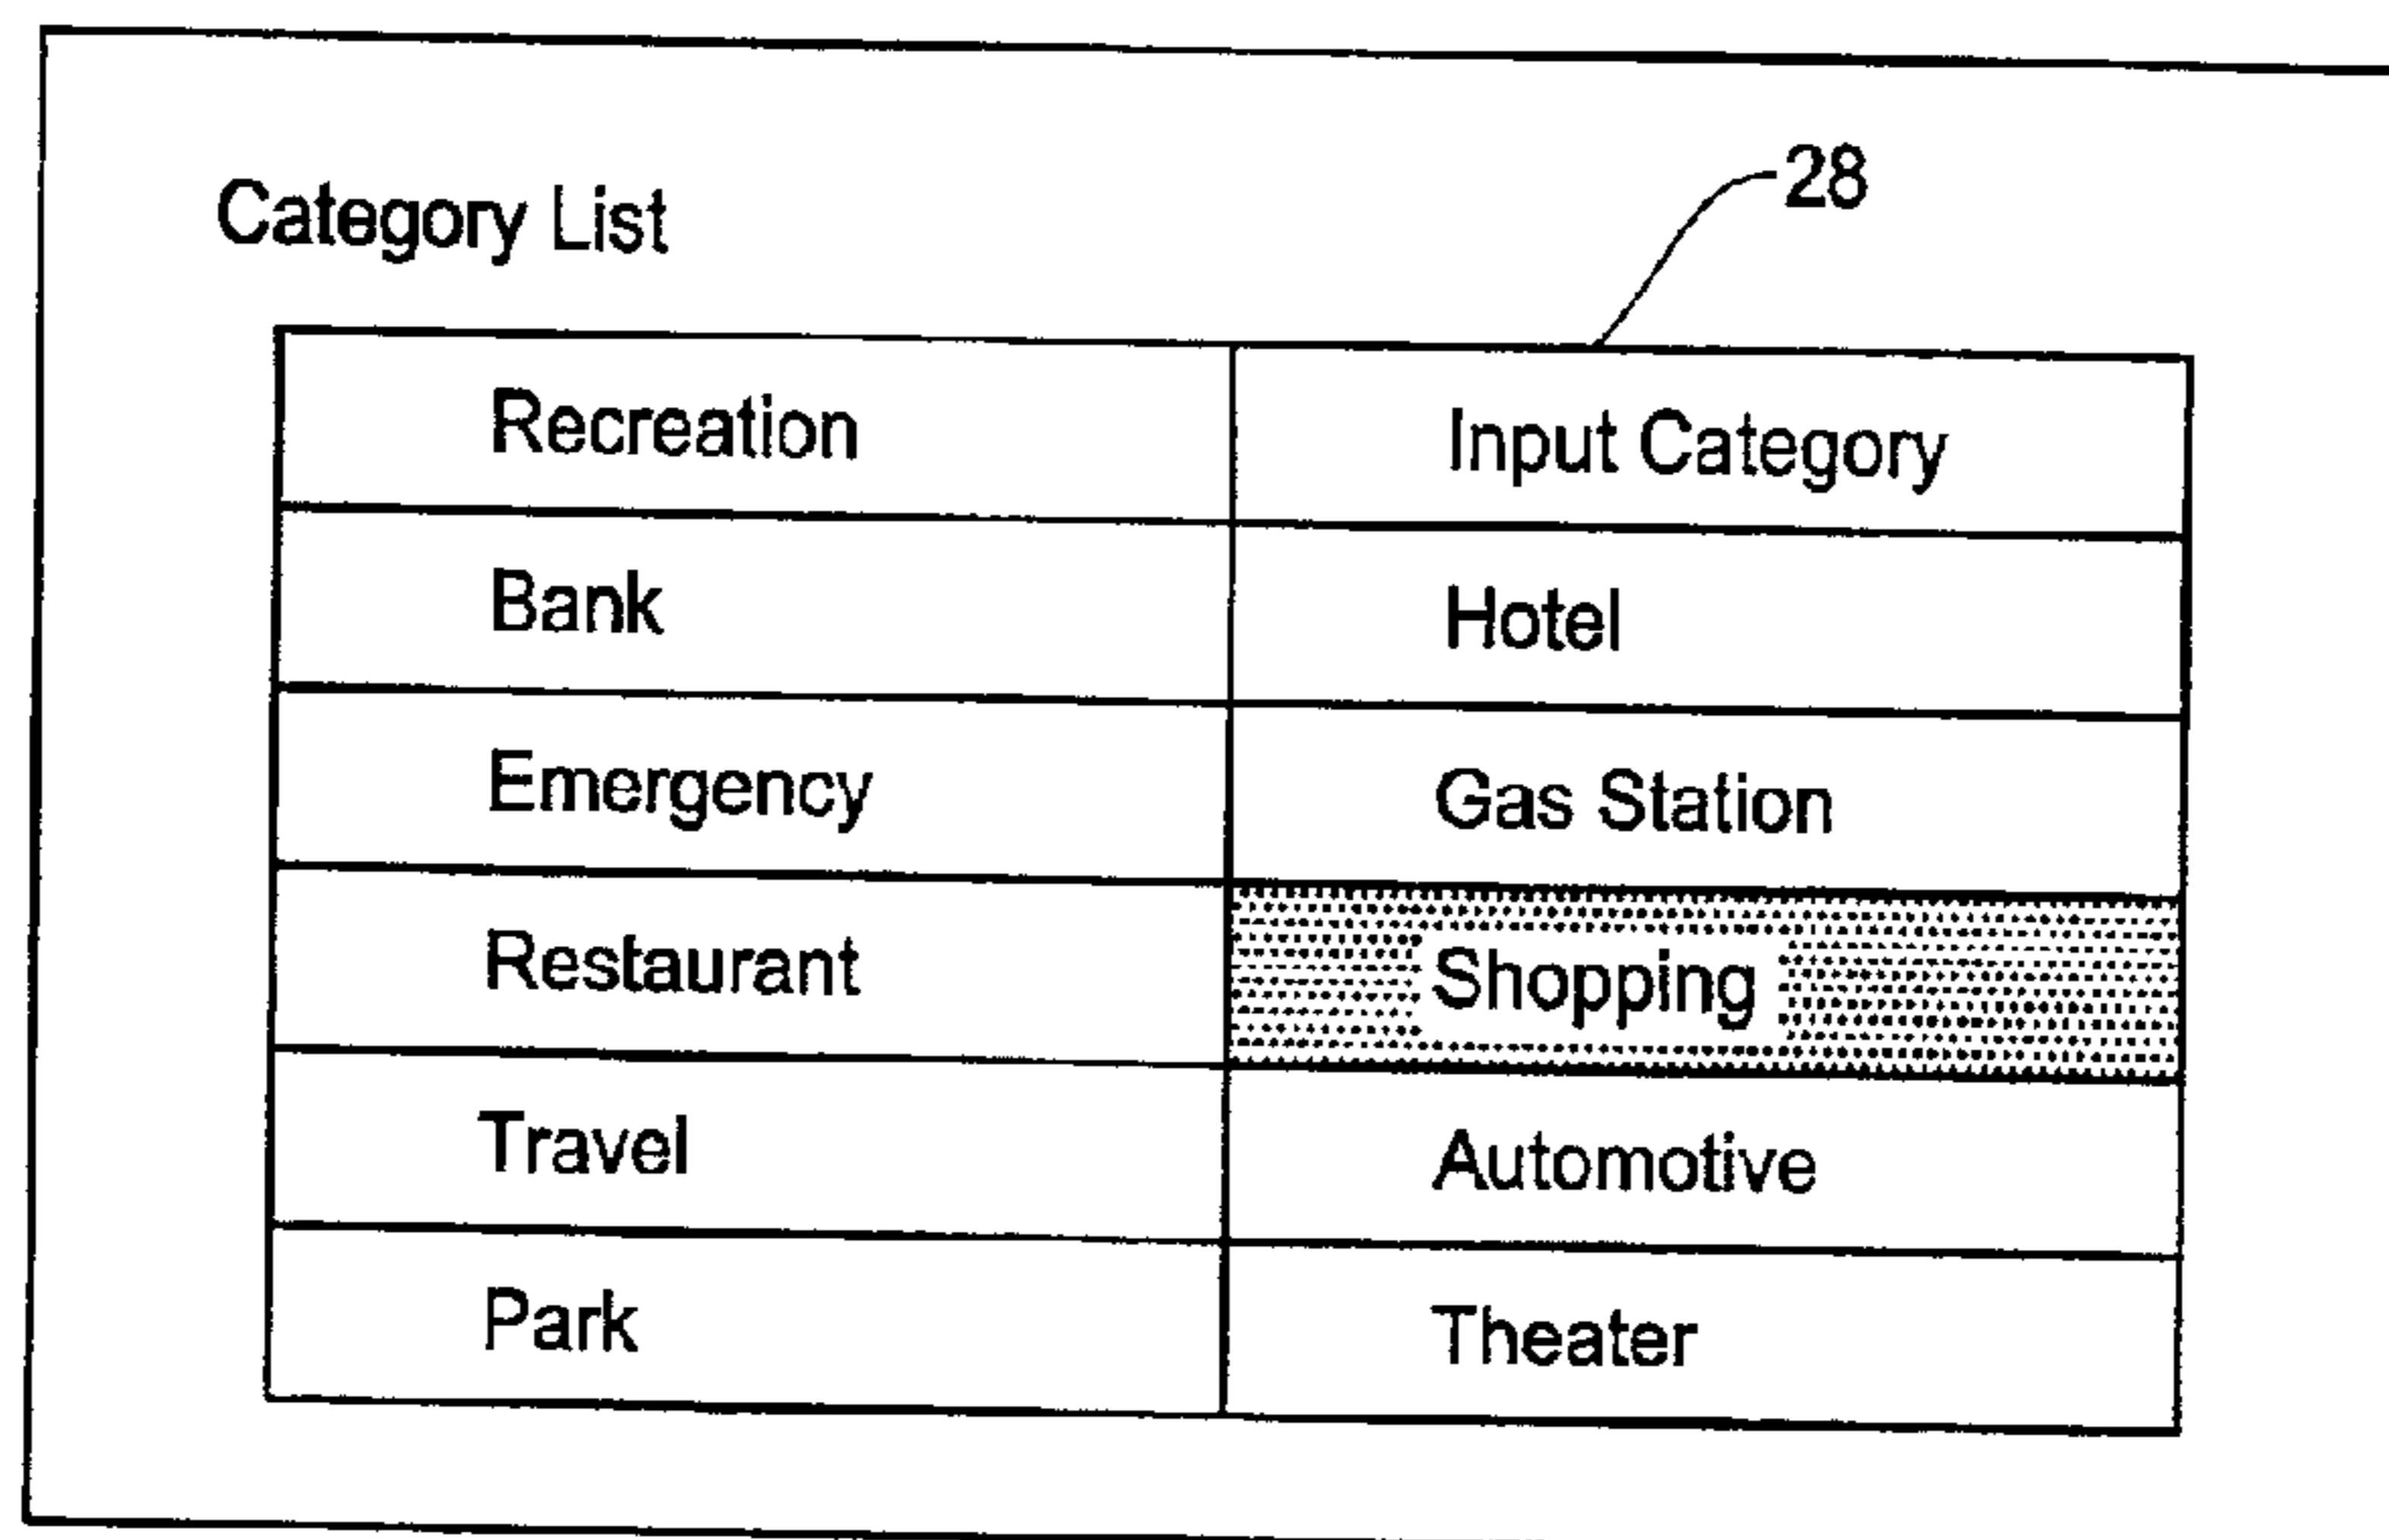 28
Category List
Recreation Input Category
Bank Hotel
Emergency Gas Station
Restaurant Shopping
Travel Automotive
Park Theater